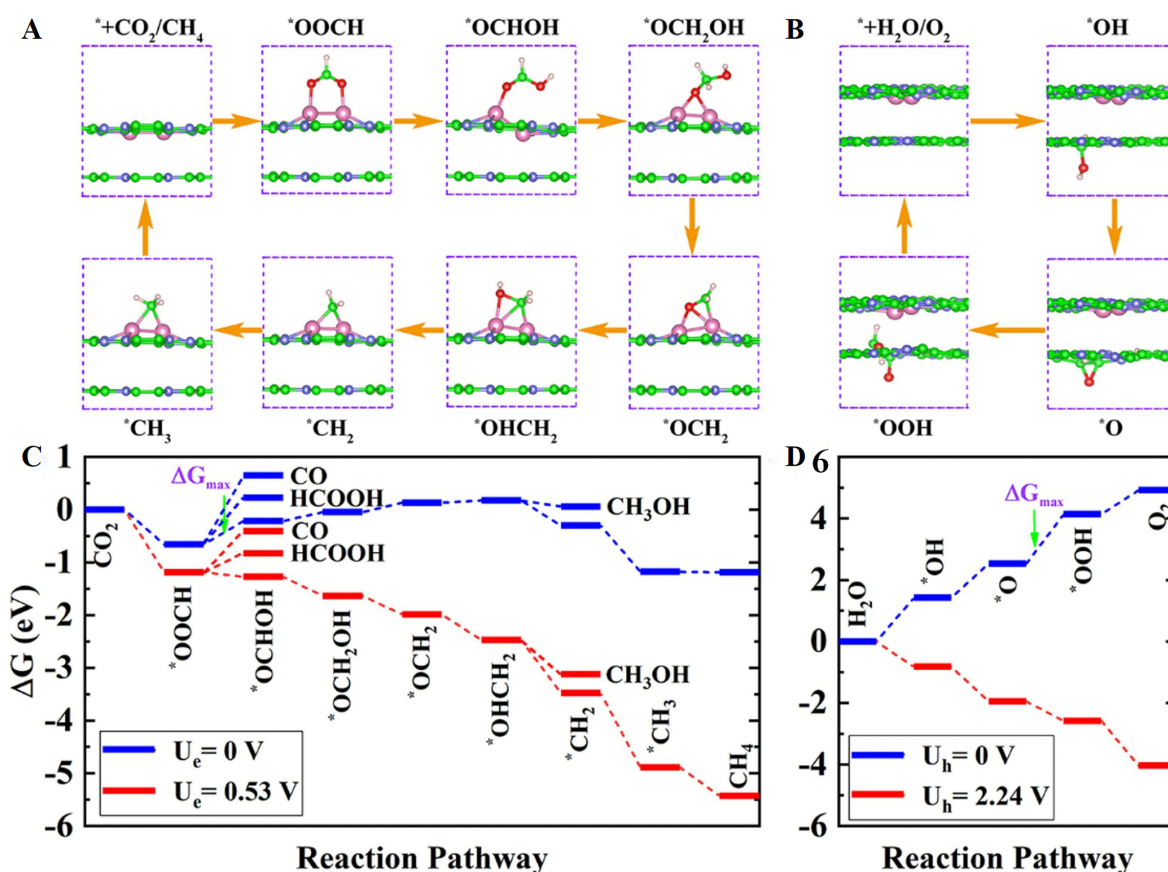 A *+CO₂/CH₄ *OOCH *OCHOH *OCH₂OH
B *+H₂O/O₂ *OH
*CH₃ *CH₂ *OHCH₂ *OCH₂
*OOH *O
C
1
0
-1
-2
-3
-4
-5
-6
ΔG (eV)
ΔGmax
CO
HCOOH
CO
HCOOH
CH₃OH
CH₃OH
CO₂
*OOCH
*OCHOH
*OCH₂OH
*OCH₂
*OHCH₂
*CH₂
*CH₃
CH₄
Uₑ= 0 V
Uₑ= 0.53 V
Reaction Pathway
D
6
4
2
0
-2
-4
-6
ΔGmax
H₂O
*OH
*O
*OOH
O₂
Uₕ= 0 V
Uₕ= 2.24 V
Reaction Pathway